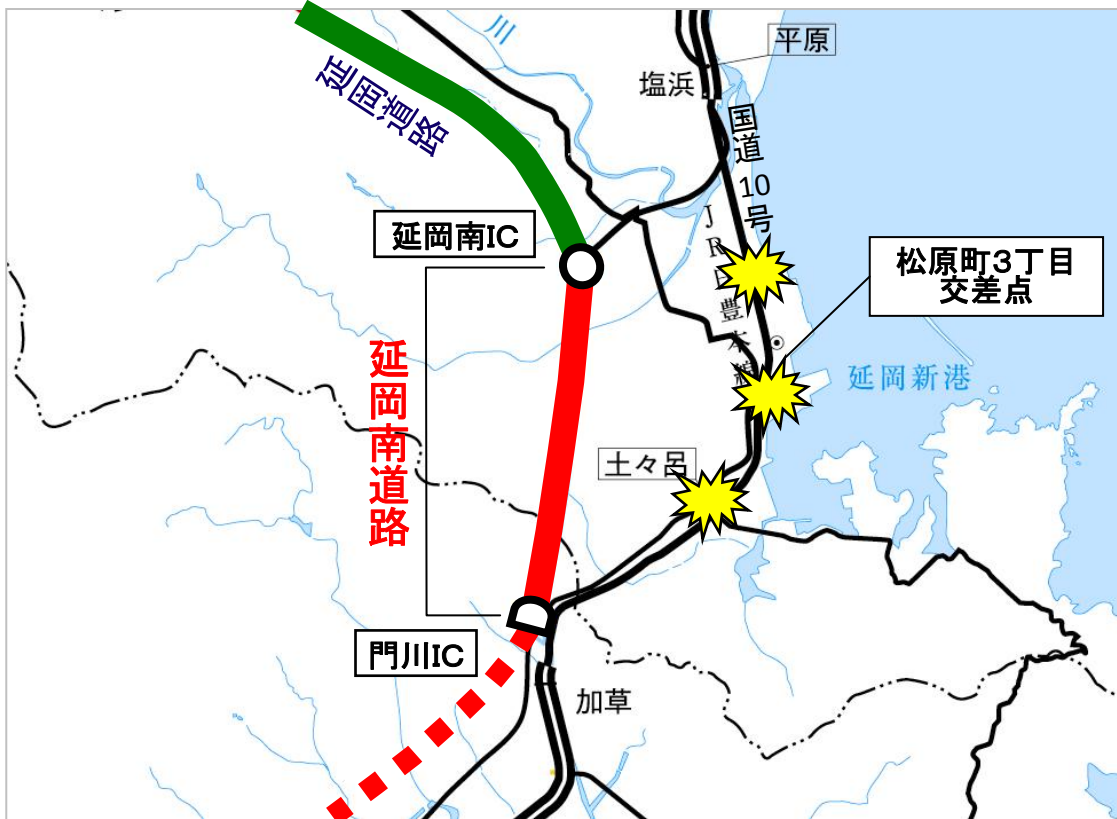 川
平原
塩浜
延岡道路
国道10号
JR日豊本線
延岡南IC
松原町3丁目
交差点
延岡新港
延岡南道路
土々呂
門川IC
加草